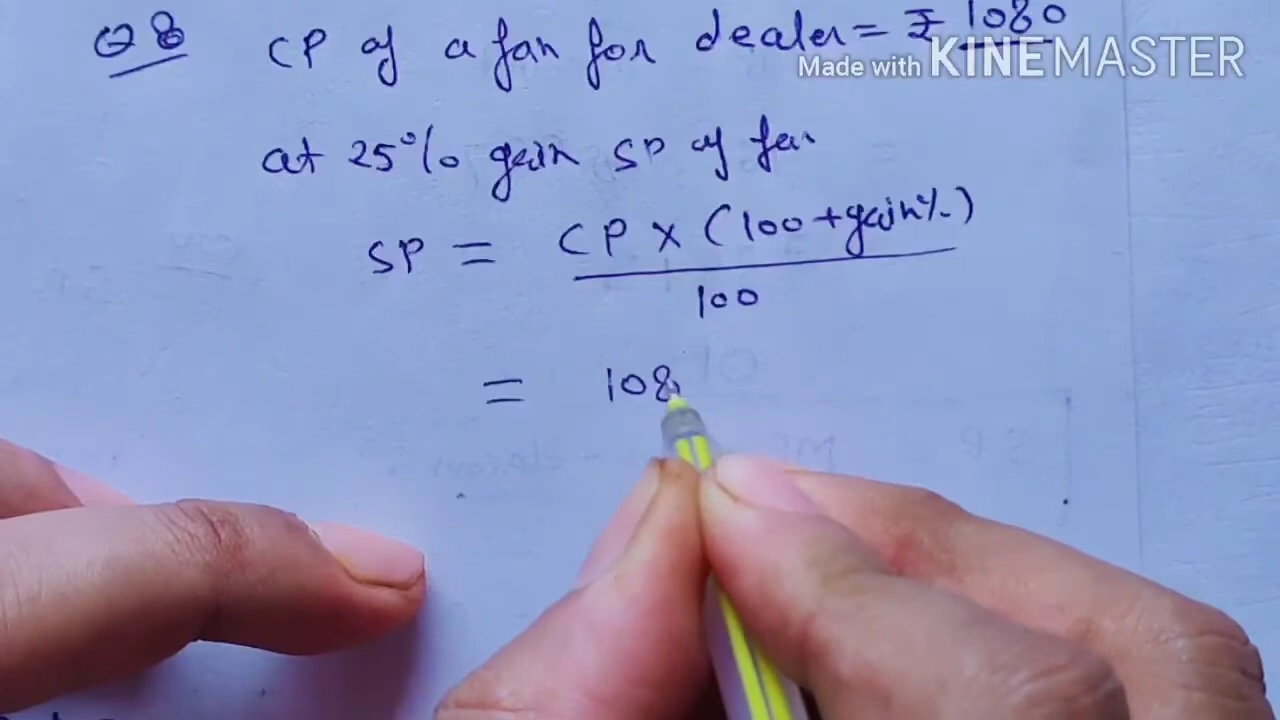 Q 8 CP of a fan for dealer = ₹ 1080
Made with KINEMASTER
at 25% gain SP of fan
SP = CP × (100 + gain%)
100
= 108